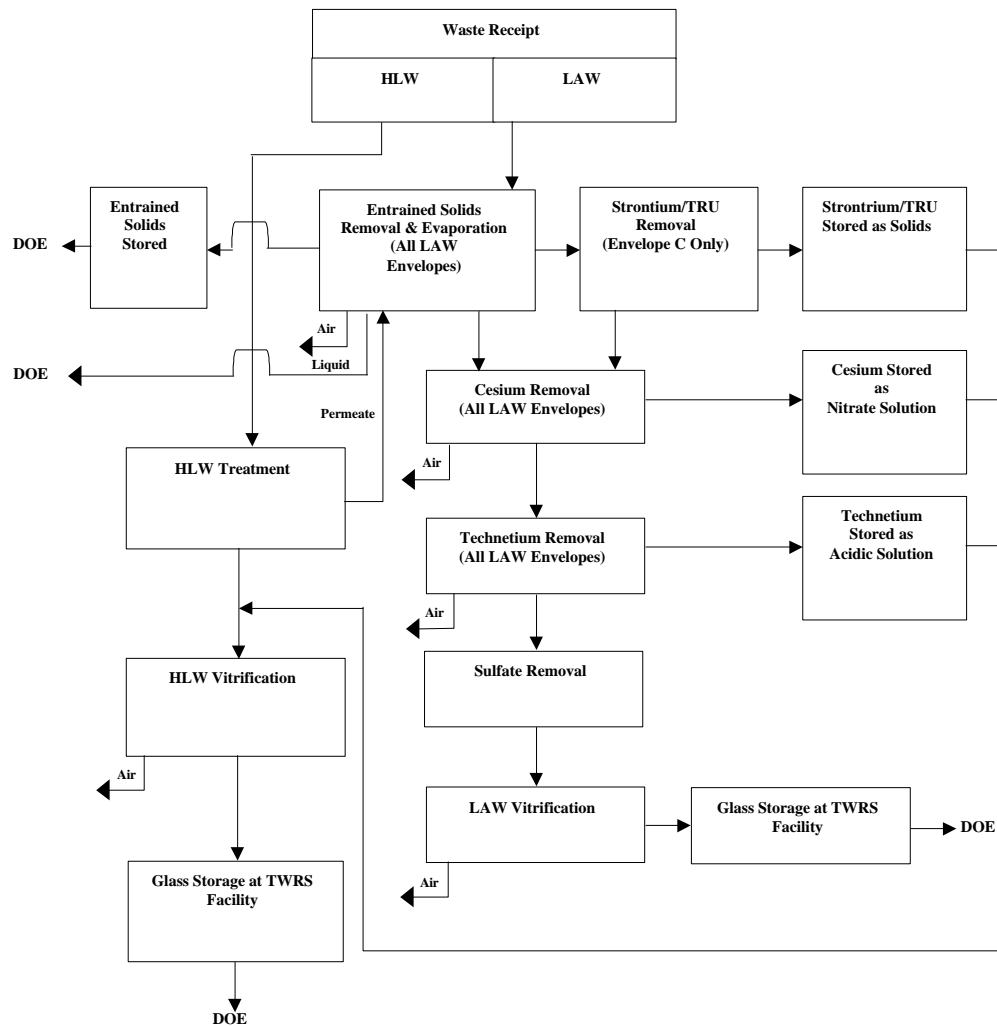 Waste Receipt
HLW
LAW
Entrained
Solids
Stored
Entrained Solids
Removal & Evaporation
(All LAW
Envelopes)
Strontium/TRU
Removal
(Envelope C Only)
Strontrium/TRU
Stored as Solids
DOE
Air
Liquid
DOE
Permeate
Cesium Removal
(All LAW Envelopes)
Cesium Stored
as
Nitrate Solution
Air
HLW Treatment
Technetium Removal
(All LAW Envelopes)
Technetium
Stored as
Acidic Solution
Air
HLW Vitrification
Sulfate Removal
Air
LAW Vitrification
Glass Storage at TWRS
Facility
DOE
Air
Glass Storage at TWRS
Facility
DOE